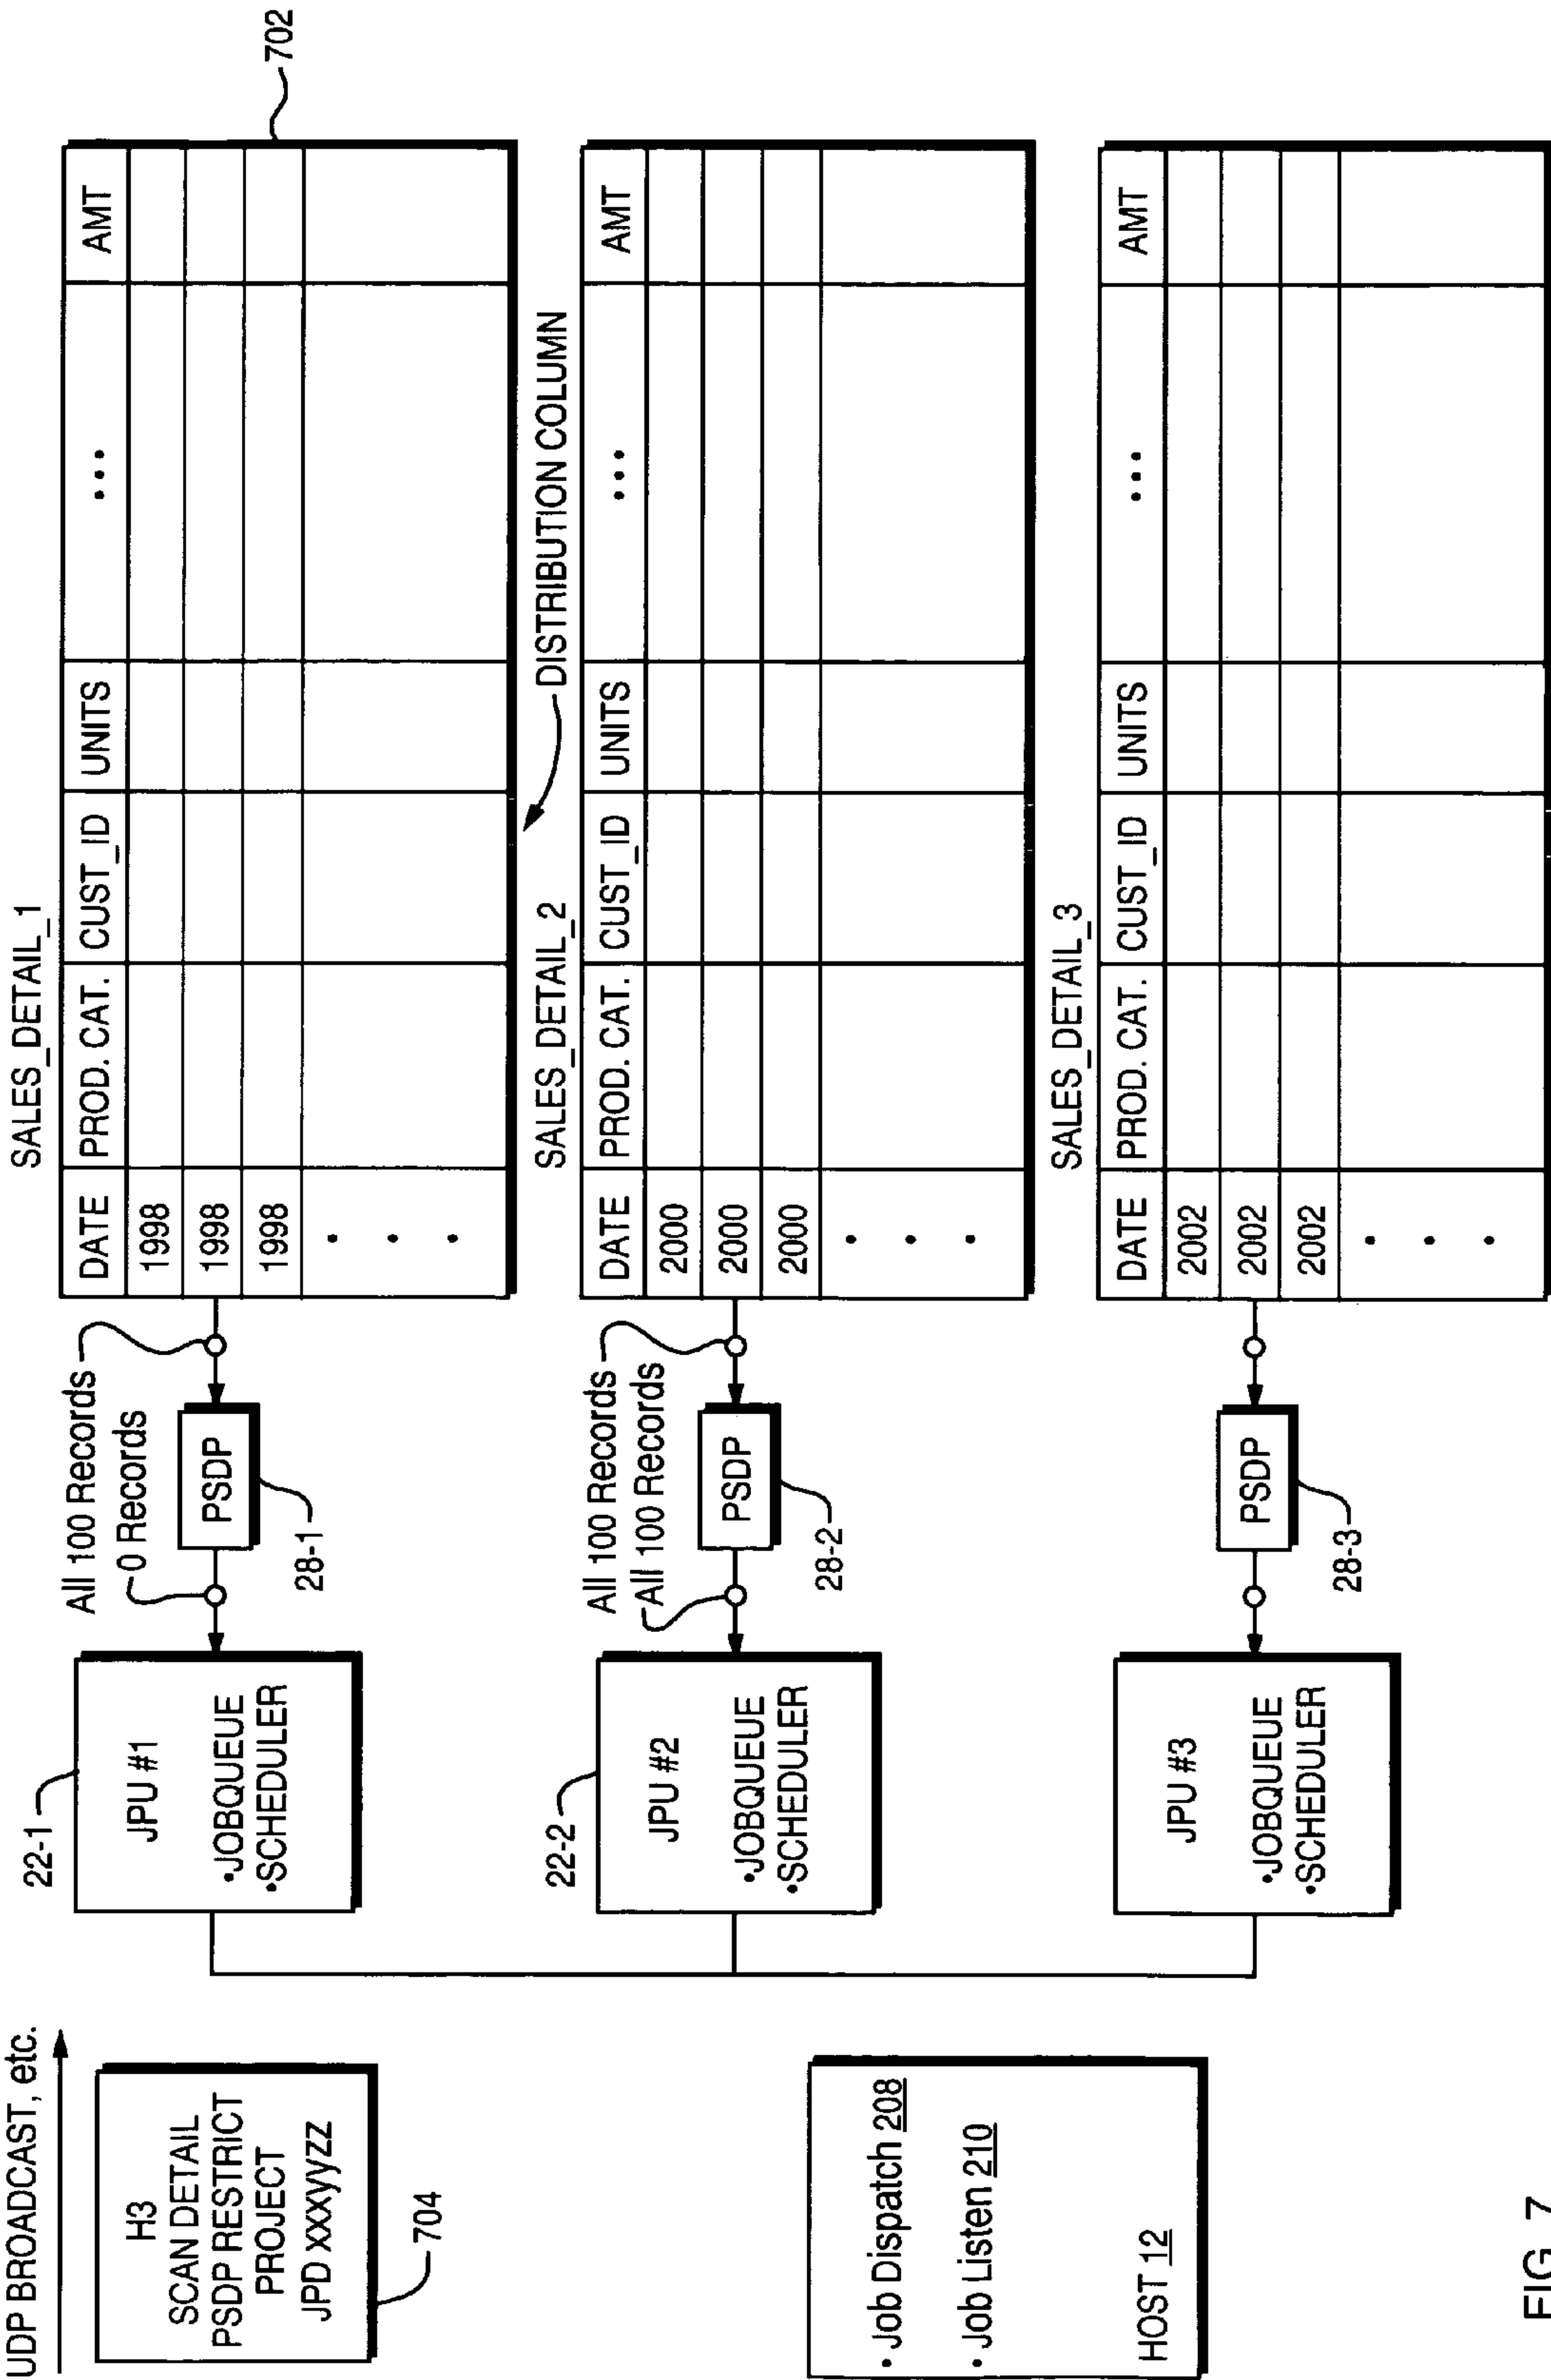 UDP BROADCAST, etc.
H3
SCAN DETAIL
PSDP RESTRICT
PROJECT
JPD xxxyyzz
704
• Job Dispatch 208
• Job Listen 210
HOST 12
22-1
JPU #1
•JOBQUEUE
•SCHEDULER
All 100 Records
0 Records
PSDP
28-1
SALES_DETAIL_1
DATE PROD. CAT. CUST_ID UNITS ... AMT
1998
1998
1998
.
.
.
702
DISTRIBUTION COLUMN
22-2
JPU #2
•JOBQUEUE
•SCHEDULER
All 100 Records
All 100 Records
PSDP
28-2
SALES_DETAIL_2
DATE PROD. CAT. CUST_ID UNITS ... AMT
2000
2000
2000
.
.
.
JPU #3
•JOBQUEUE
•SCHEDULER
PSDP
28-3
SALES_DETAIL_3
DATE PROD. CAT. CUST_ID UNITS ... AMT
2002
2002
2002
.
.
.
FIG. 7